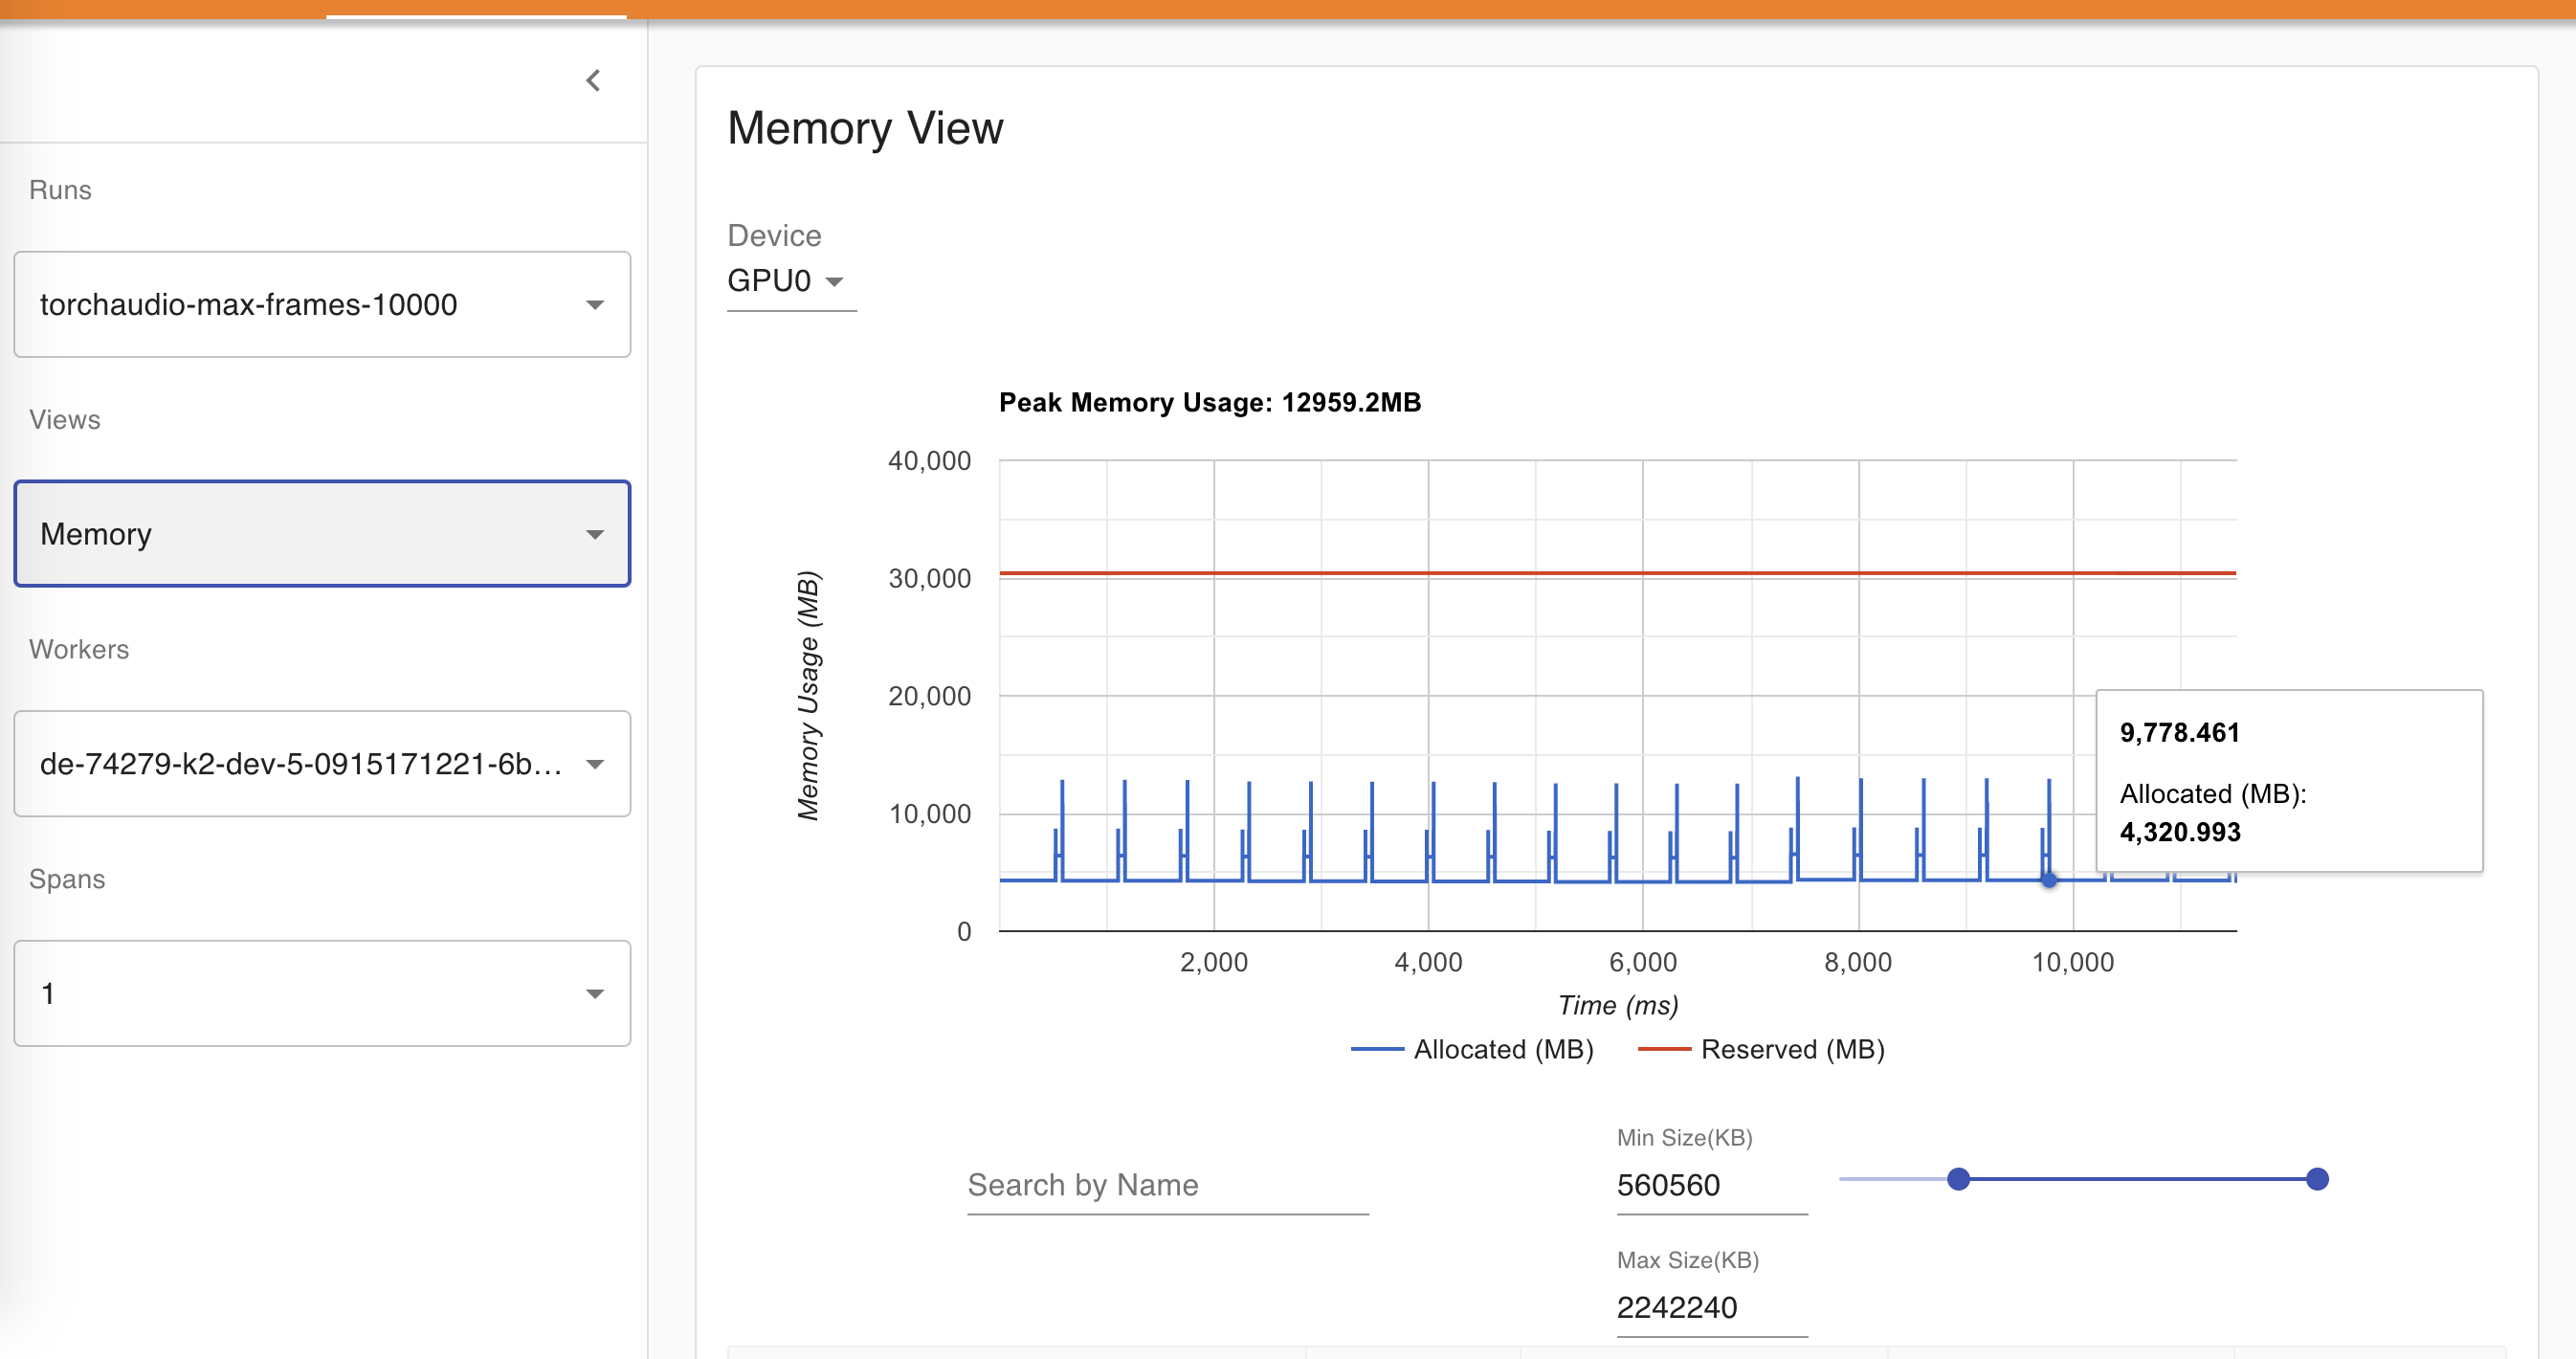 Runs
torchaudio-max-frames-10000
Views
Memory
Workers
de-74279-k2-dev-5-0915171221-6b...
Spans
1
Memory View
Device
GPU0
Peak Memory Usage: 12959.2MB
Memory Usage (MB)
40,000
30,000
20,000
10,000
0
9,778.461
Allocated (MB):
4,320.993
2,000 4,000 6,000 8,000 10,000
Time (ms)
Allocated (MB) Reserved (MB)
Search by Name
Min Size(KB)
560560
Max Size(KB)
2242240